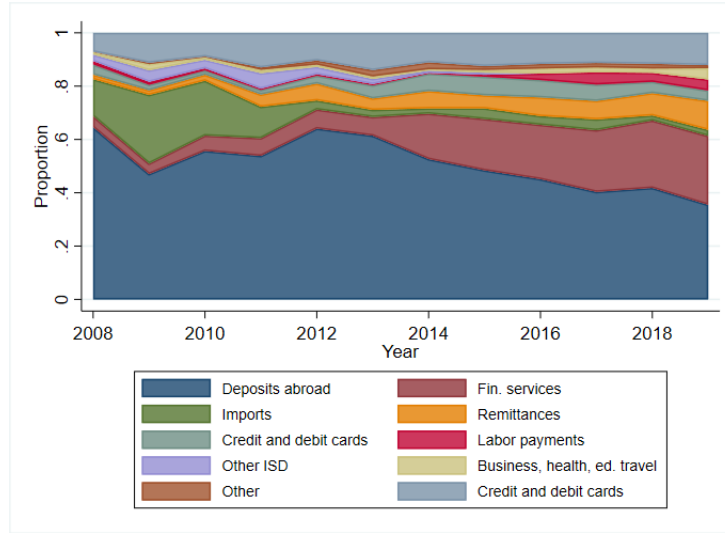 1
.8
.6
.4
.2
0
Proportion
2008 2010 2012 2014 2016 2018
Year
Deposits abroad Fin. services
Imports Remittances
Credit and debit cards Labor payments
Other ISD Business, health, ed. travel
Other Credit and debit cards